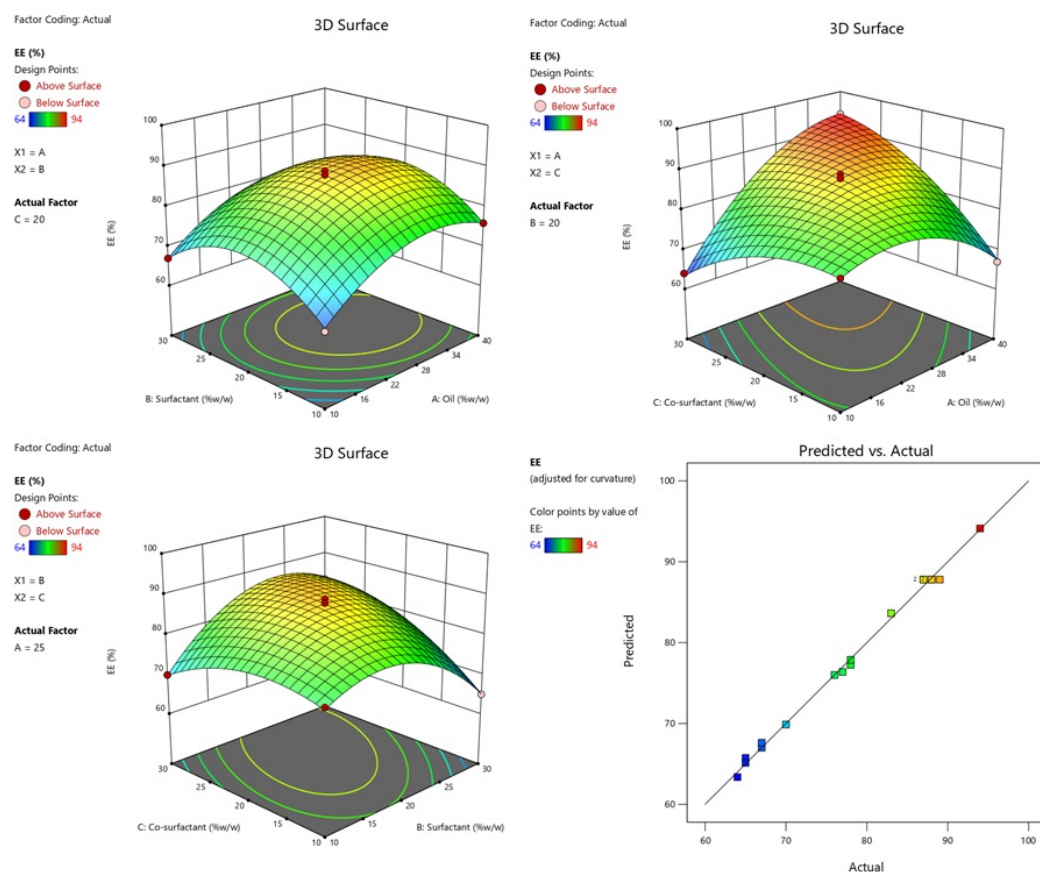 Factor Coding: Actual
3D Surface
EE (%)
Design Points:
Above Surface
Below Surface
64 94
X1 = A
X2 = B
Actual Factor
C = 20
EE (%)
100
90
80
70
60
30
25
20
15
10
10
16
22
28
34
40
B: Surfactant (%w/w)
A: Oil (%w/w)
Factor Coding: Actual
3D Surface
EE (%)
Design Points:
Above Surface
Below Surface
64 94
X1 = A
X2 = C
Actual Factor
B = 20
EE (%)
100
90
80
70
60
30
25
20
15
10
10
16
22
28
34
40
C: Co-surfactant (%w/w)
A: Oil (%w/w)
Factor Coding: Actual
3D Surface
EE (%)
Design Points:
Above Surface
Below Surface
64 94
X1 = B
X2 = C
Actual Factor
A = 25
EE (%)
100
90
80
70
60
30
25
20
15
10
10
15
20
25
30
C: Co-surfactant (%w/w)
B: Surfactant (%w/w)
EE
(adjusted for curvature)
Color points by value of
EE:
64 94
Predicted vs. Actual
Predicted
100
90
80
70
60
2
60
70
80
90
100
Actual